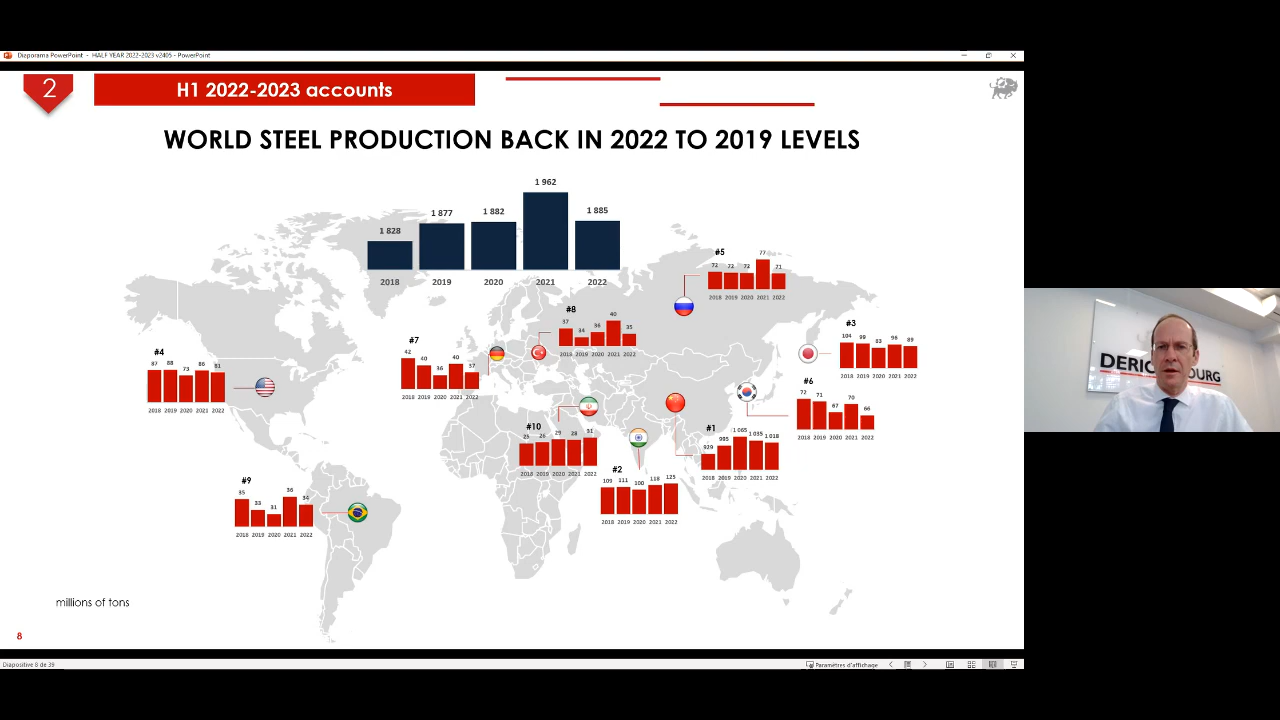 Diaporama PowerPoint - HALF YEAR 2022-2023 v2405 - PowerPoint
2
H1 2022-2023 accounts
WORLD STEEL PRODUCTION BACK IN 2022 TO 2019 LEVELS
1 828
1 877
1 882
1 962
1 885
2018 2019 2020 2021 2022
#5
72 72 72 77 71
2018 2019 2020 2021 2022
#8
37 34 36 40 35
2018 2019 2020 2021 2022
#3
104 99 83 96 89
2018 2019 2020 2021 2022
#7
42 40 36 40 37
2018 2019 2020 2021 2022
#4
87 88 73 86 81
2018 2019 2020 2021 2022
#6
72 71 67 70 66
2018 2019 2020 2021 2022
#10
25 26 29 28 31
2018 2019 2020 2021 2022
#1
929 995 1 065 1 035 1 018
2018 2019 2020 2021 2022
#2
109 111 100 118 125
2018 2019 2020 2021 2022
#9
35 33 31 36 34
2018 2019 2020 2021 2022
millions of tons
8
Diapositive 8 de 39
Paramètres d'affichage